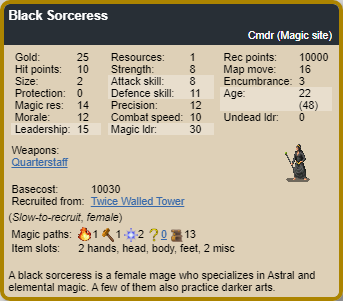 Black Sorceress
Cmdr (Magic site)
Gold: 25 Resources: 1 Rec points: 10000
Hit points: 10 Strength: 8 Map move: 16
Size: 2 Attack skill: 8 Encumbrance: 3
Protection: 0 Defence skill: 11 Age: 22
Magic res: 14 Precision: 12 (48)
Morale: 12 Combat speed: 10 Undead ldr: 0
Leadership: 15 Magic ldr: 30
Weapons:
Quarterstaff
Basecost: 10030
Recruited from: Twice Walled Tower
(Slow-to-recruit, female)
Magic paths: 1 1 2 ?0 13
Item slots: 2 hands, head, body, feet, 2 misc
A black sorceress is a female mage who specializes in Astral and
elemental magic. A few of them also practice darker arts.